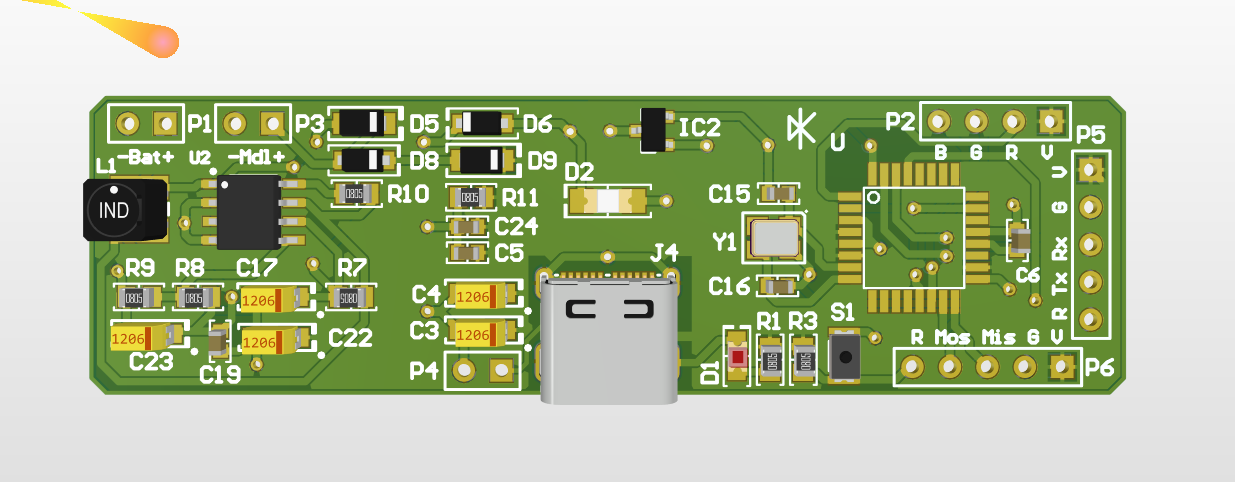 P1
P3
D5
D6
IC2
P2
U
P5
-Bat+
U2
-Mdl+
D8
D9
B G R V
L1
IND
R10
0805
R11
0805
D2
C15
V
G
Rx
Tx
R
C24
C5
Y1
J4
C6
R9
R8
C17
R7
0805
0805
1206
0805
C4
1206
C16
1206
C23
C19
1206
C22
C3
1206
R1
R3
S1
0805
0805
D1
R Mos Mis G V
P4
P6